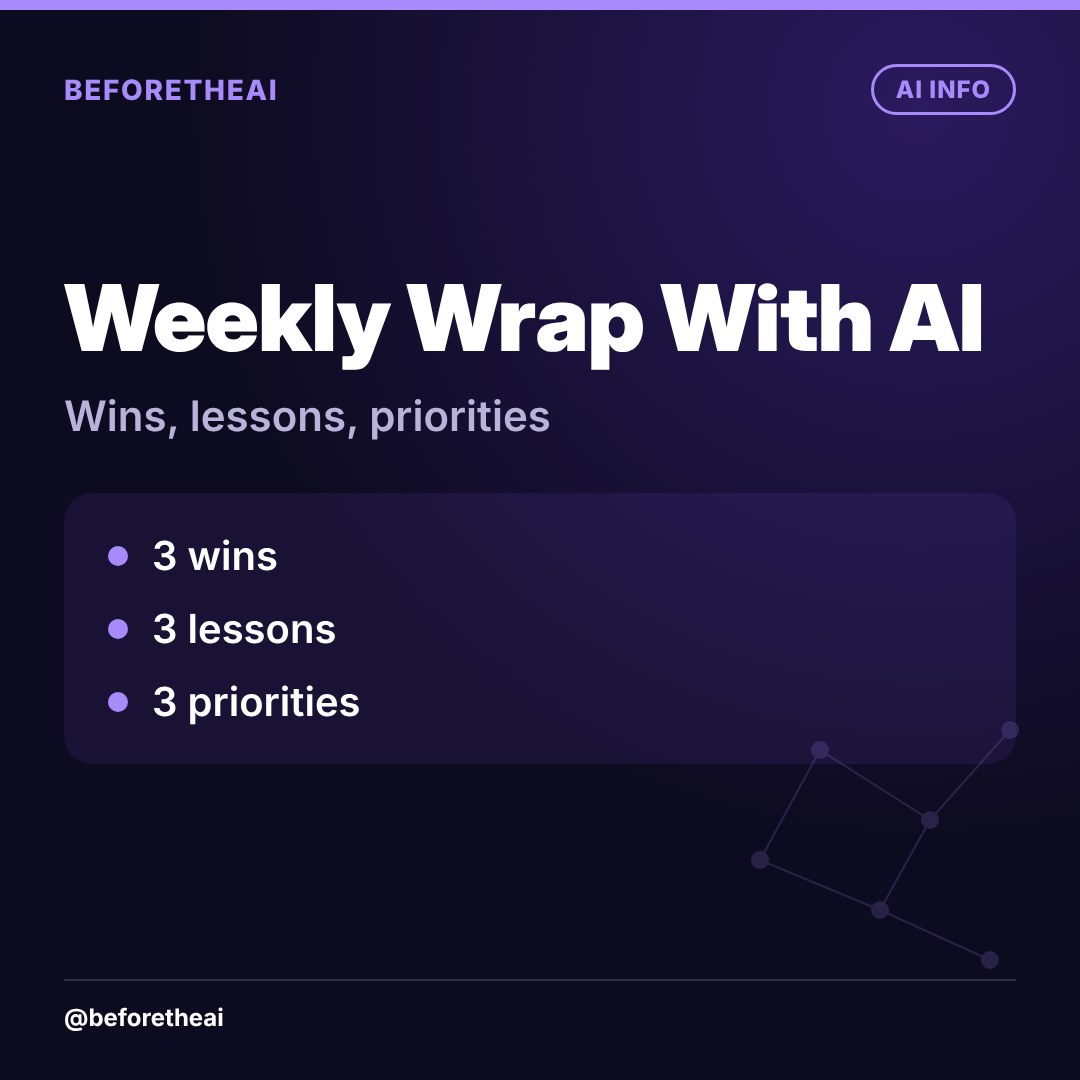 BEFORETHEAI
AI INFO
Weekly Wrap With AI
Wins, lessons, priorities
3 wins
3 lessons
3 priorities
@beforetheai